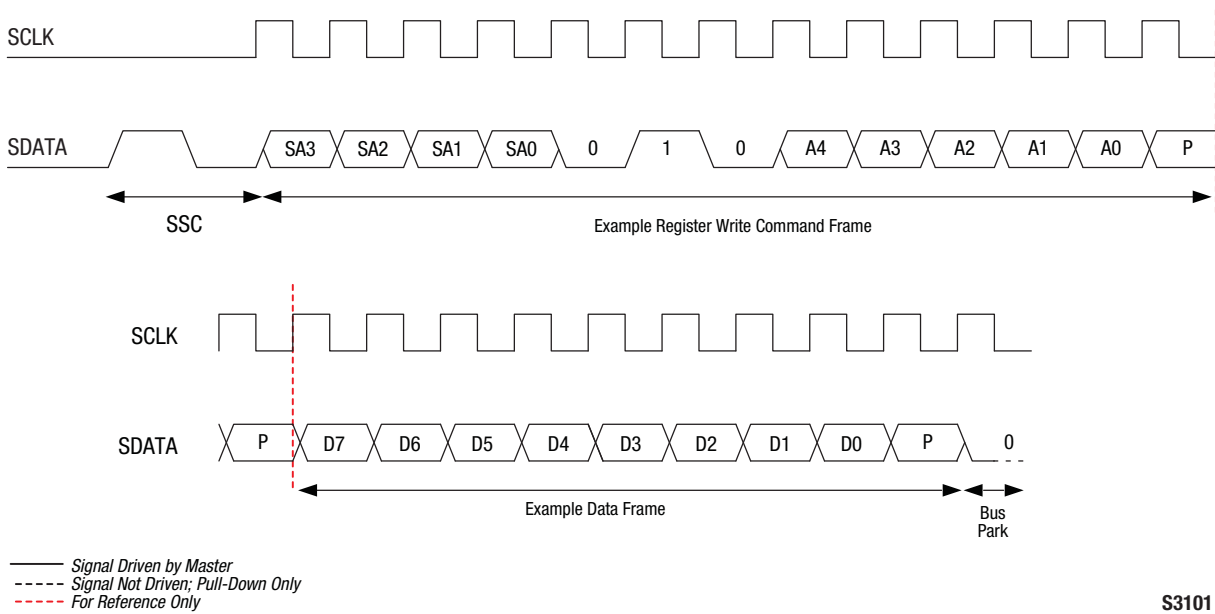 SCLK
SDATA SA3 SA2 SA1 SA0 0 1 0 A4 A3 A2 A1 A0 P
SSC Example Register Write Command Frame
SCLK
SDATA P D7 D6 D5 D4 D3 D2 D1 D0 P 0
Example Data Frame Bus
Park
Signal Driven by Master
Signal Not Driven; Pull-Down Only
For Reference Only
S3101